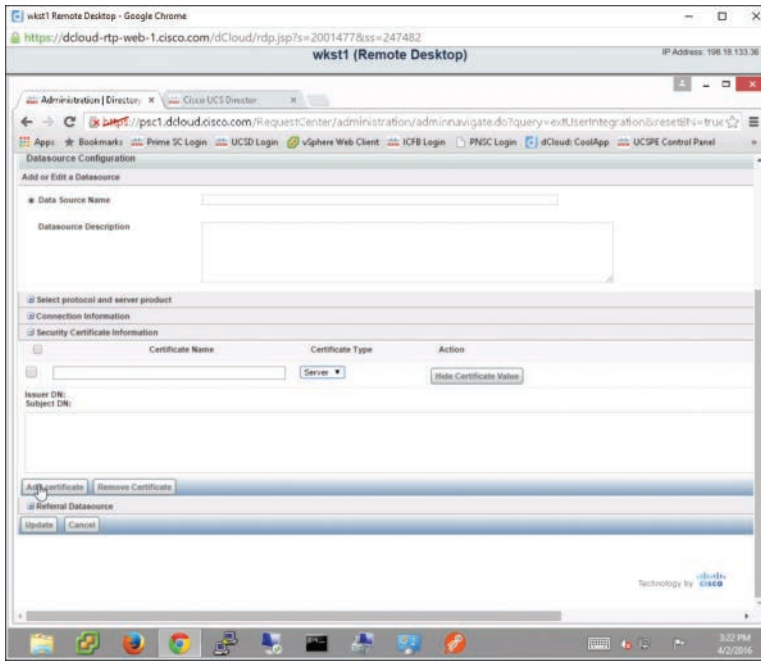 wkst1 Remote Desktop - Google Chrome
https://dcloud-rtp-web-1.cisco.com/dCloud/rdp.jsp?s=2001477&ss=247482
wkst1 (Remote Desktop)
IP Address: 198.18.133.36
Administration | Directory
Cisco UCS Director
https://psc1.dcloud.cisco.com/RequestCenter/administration/adminnavigate.do?query=extUserIntegration&resetBN=true
Apps Bookmarks Prime SC Login UCSD Login vSphere Web Client ICFB Login PNSC Login dCloud: CoolApp UCSPE Control Panel »
Datasource Configuration
Add or Edit a Datasource
* Data Source Name
Datasource Description
Select protocol and server product
Connection Information
Security Certificate Information
Certificate Name Certificate Type Action
Server
Hide Certificate Value
Issuer DN:
Subject DN:
Add certificate Remove Certificate
Referral Datasource
Update Cancel
Technology by CISCO
3:22 PM
4/2/2016